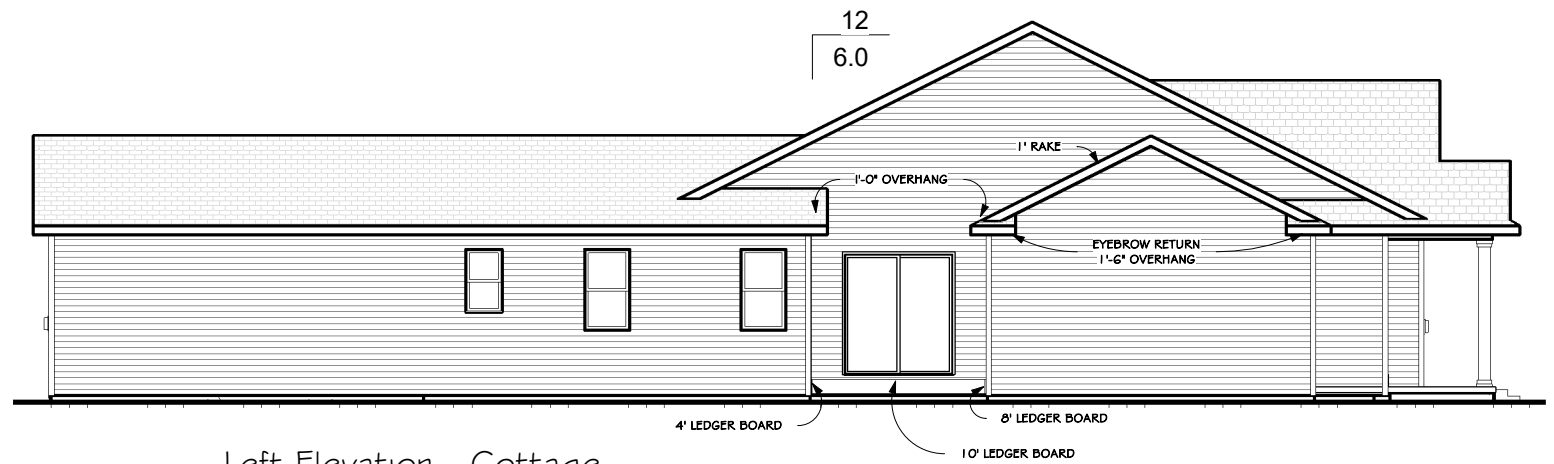 12
6.0
1' RAKE
1'-0" OVERHANG
EYEBROW RETURN
1'-6" OVERHANG
4' LEDGER BOARD
8' LEDGER BOARD
10' LEDGER BOARD
Left Elevation - Cottage